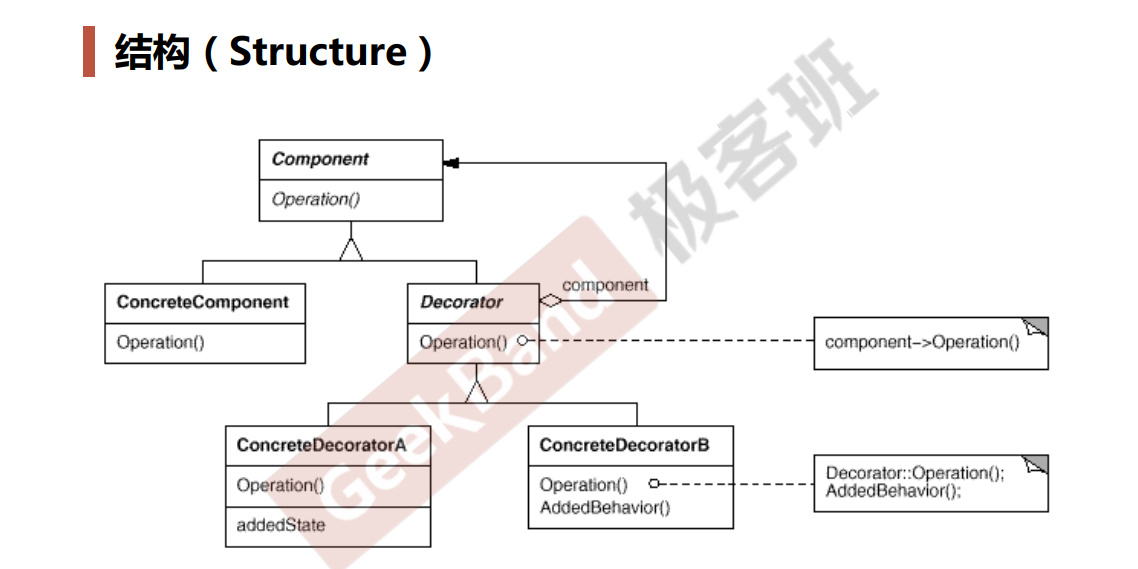 结构（Structure）
Component
Operation()
ConcreteComponent
Operation()
Decorator
Operation()
component
component->Operation()
ConcreteDecoratorA
Operation()
addedState
ConcreteDecoratorB
Operation()
AddedBehavior()
Decorator::Operation();
AddedBehavior();
GeekBand
极客班